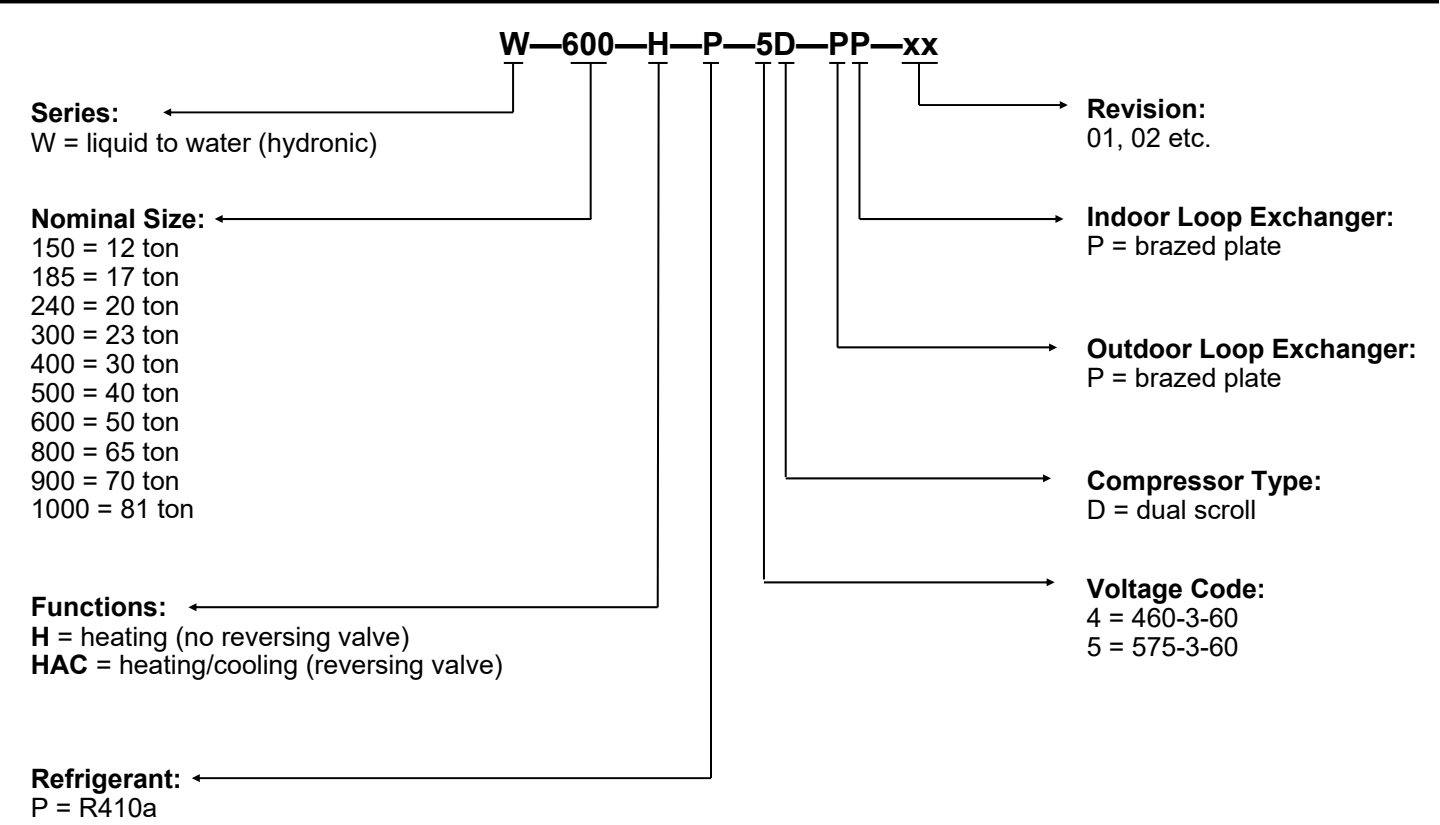 W—600—H—P—5D—PP—xx
Series:
W = liquid to water (hydronic)
Nominal Size:
150 = 12 ton
185 = 17 ton
240 = 20 ton
300 = 23 ton
400 = 30 ton
500 = 40 ton
600 = 50 ton
800 = 65 ton
900 = 70 ton
1000 = 81 ton
Functions:
H = heating (no reversing valve)
HAC = heating/cooling (reversing valve)
Refrigerant:
P = R410a
Revision:
01, 02 etc.
Indoor Loop Exchanger:
P = brazed plate
Outdoor Loop Exchanger:
P = brazed plate
Compressor Type:
D = dual scroll
Voltage Code:
4 = 460-3-60
5 = 575-3-60